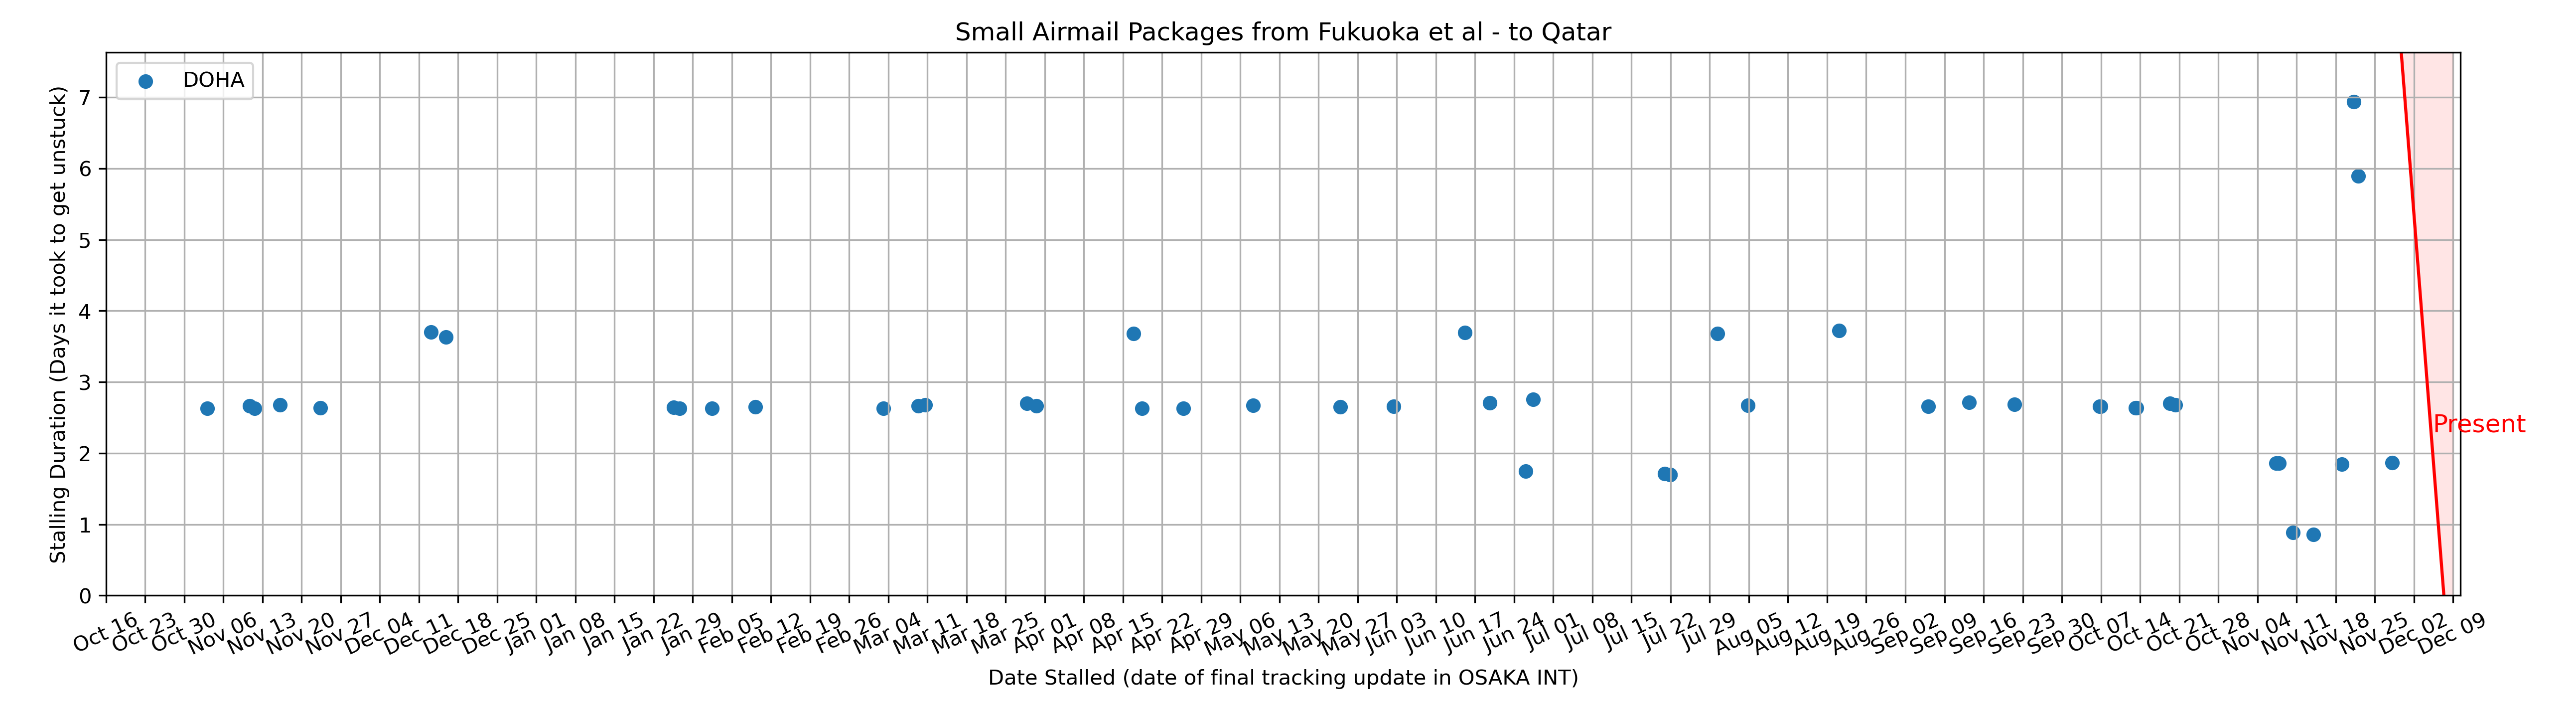 Small Airmail Packages from Fukuoka et al - to Qatar
DOHA
Stalling Duration (Days it took to get unstuck)
7
6
5
4
3
2
1
0
Present
Oct 16 Oct 23 Oct 30 Nov 06 Nov 13 Nov 20 Nov 27 Dec 04 Dec 11 Dec 18 Dec 25 Jan 01 Jan 08 Jan 15 Jan 22 Jan 29 Feb 05 Feb 12 Feb 19 Feb 26 Mar 04 Mar 11 Mar 18 Mar 25 Apr 01 Apr 08 Apr 15 Apr 22 Apr 29 May 06 May 13 May 20 May 27 Jun 03 Jun 10 Jun 17 Jun 24 Jul 01 Jul 08 Jul 15 Jul 22 Jul 29 Aug 05 Aug 12 Aug 19 Aug 26 Sep 02 Sep 09 Sep 16 Sep 23 Sep 30 Oct 07 Oct 14 Oct 21 Oct 28 Nov 04 Nov 11 Nov 18 Nov 25 Dec 02 Dec 09
Date Stalled (date of final tracking update in OSAKA INT)